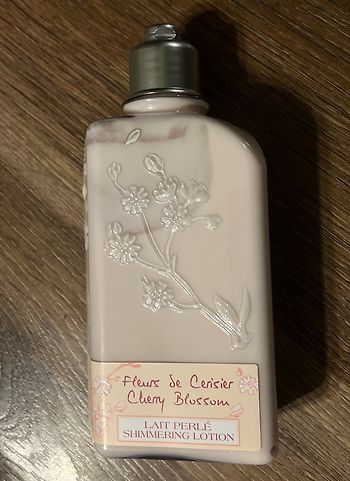 Fleurs de Cerisier
Cherry Blossom
LAIT PERLÉ
SHIMMERING LOTION